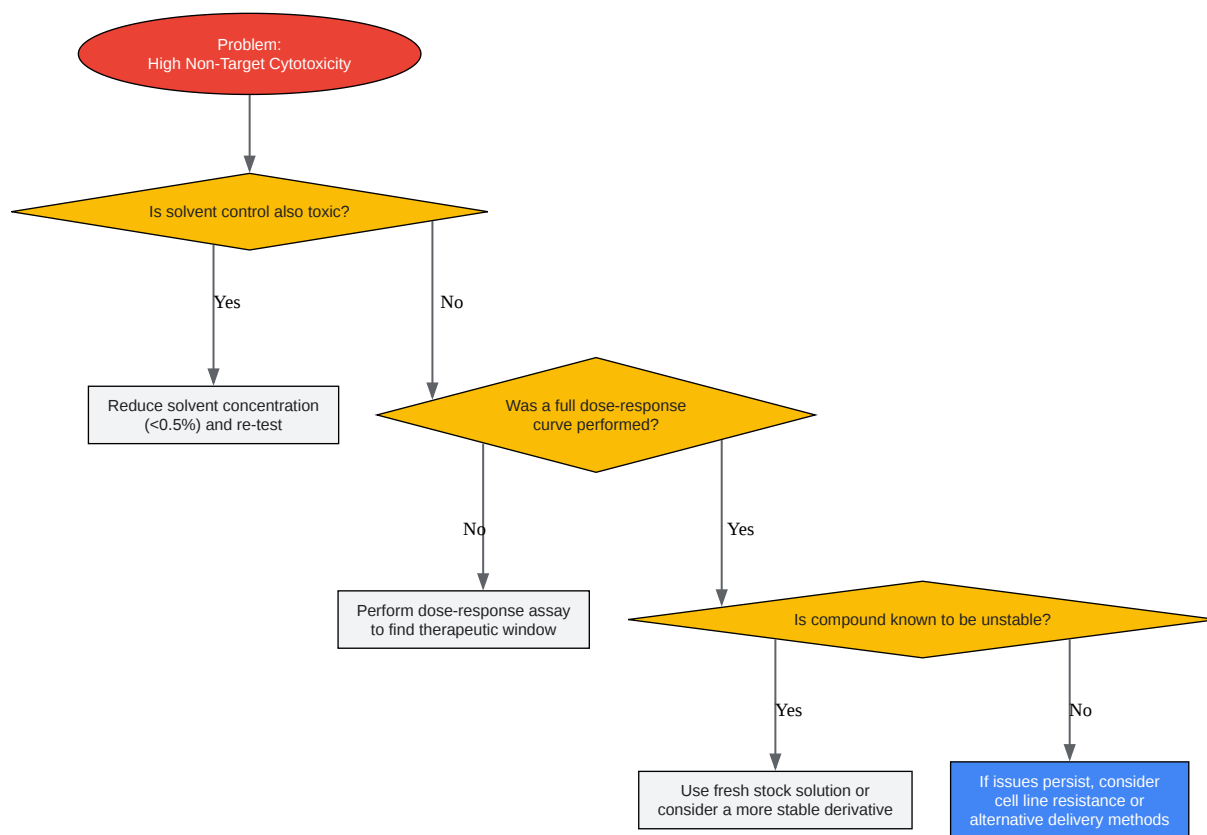 Problem:
High Non-Target Cytotoxicity
Is solvent control also toxic?
Yes
No
Reduce solvent concentration
(<0.5%) and re-test
Was a full dose-response
curve performed?
No
Yes
Perform dose-response assay
to find therapeutic window
Is compound known to be unstable?
Yes
No
Use fresh stock solution or
consider a more stable derivative
If issues persist, consider
cell line resistance or
alternative delivery methods